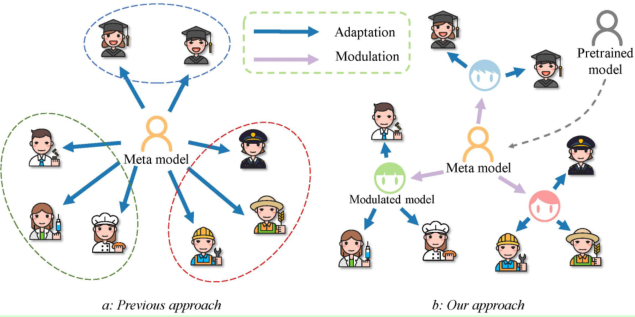 Adaptation
Modulation
Pretrained
model
Meta model
Meta model
Modulated model
a: Previous approach
b: Our approach